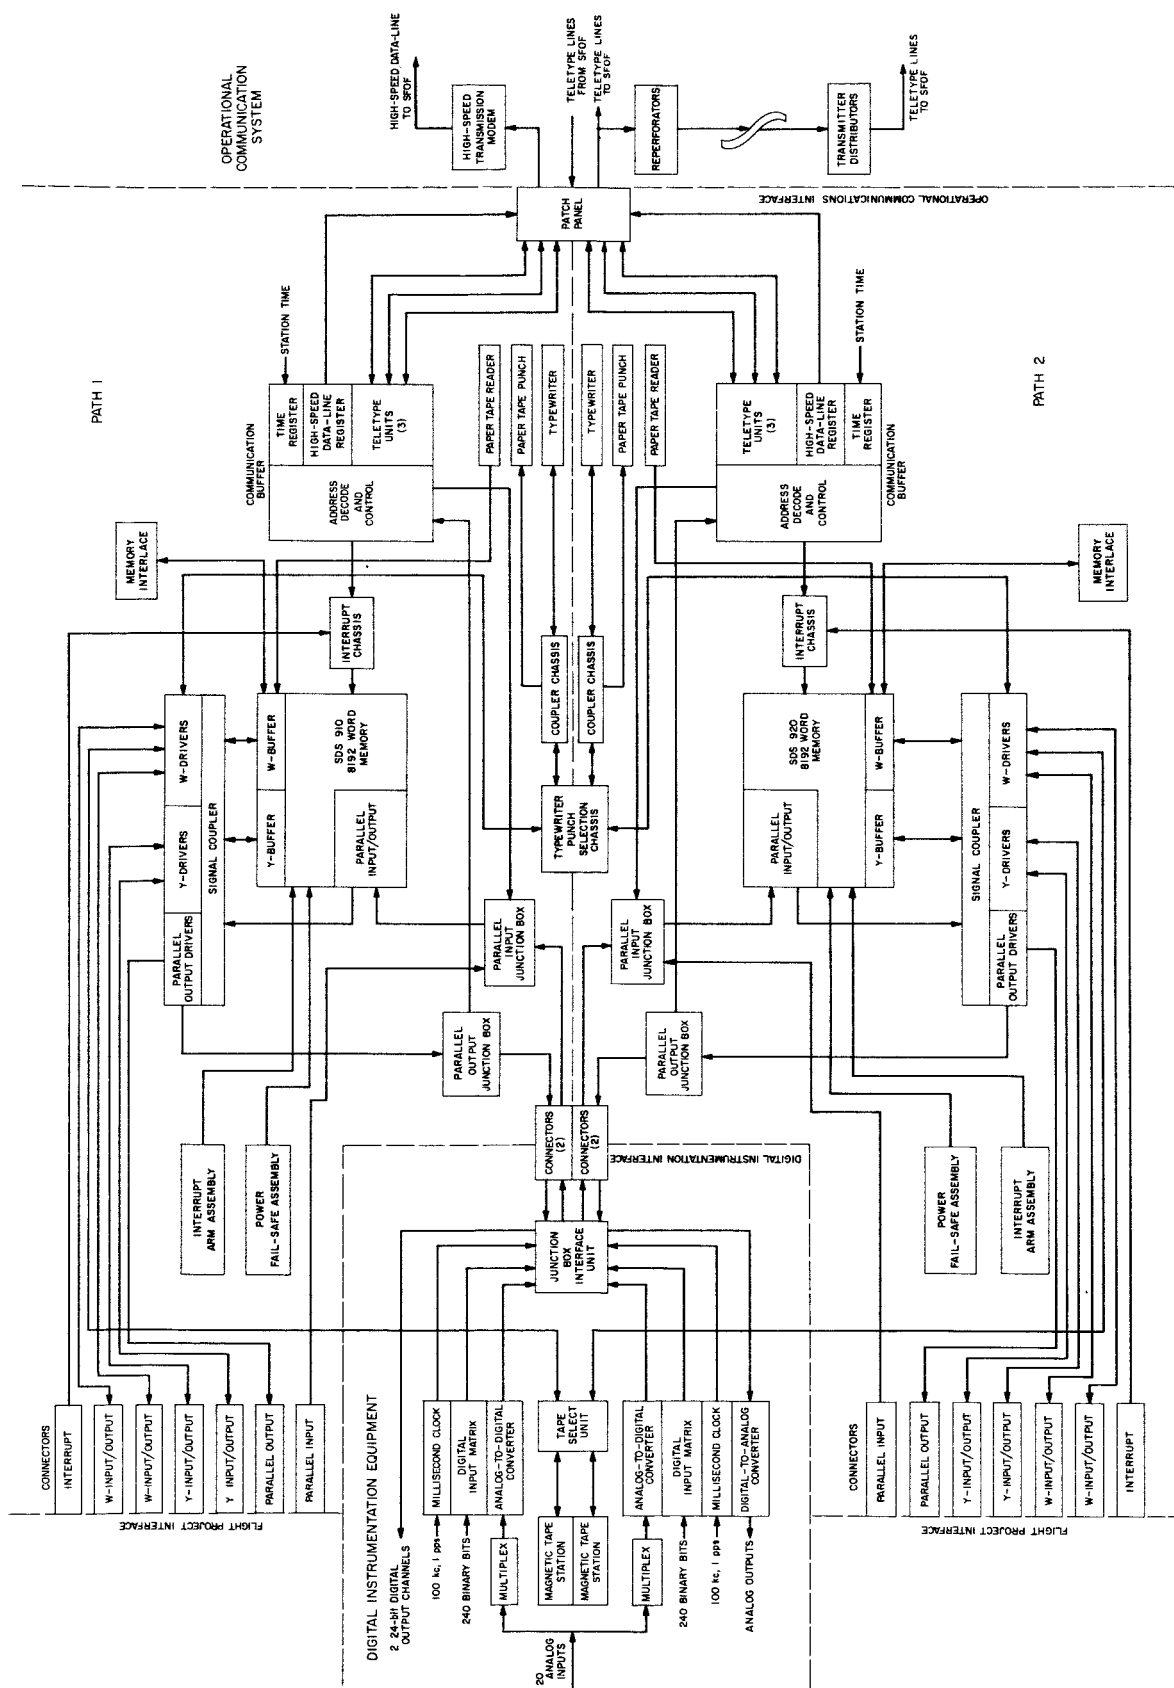 OPERATIONAL
COMMUNICATION
SYSTEM
HIGH-SPEED DATA-LINE
TO SFOF
HIGH-SPEED
TRANSMISSION
MODEM
TELETYPE LINES
FROM SFOF
TELETYPE LINES
TO SFOF
REPERFORATORS
TRANSMITTER
DISTRIBUTORS
TELETYPE LINES
TO SFOF
OPERATIONAL COMMUNICATIONS INTERFACE
PATCH
PANEL
PATH 1
STATION TIME
COMMUNICATION
BUFFER
TIME
REGISTER
HIGH-SPEED
DATA-LINE
REGISTER
TELETYPE
UNITS
(3)
ADDRESS
DECODE
AND
CONTROL
PAPER TAPE READER
PAPER TAPE PUNCH
TYPEWRITER
TYPEWRITER
PAPER TAPE PUNCH
PAPER TAPE READER
PATH 2
STATION TIME
TELETYPE
UNITS
(3)
HIGH-SPEED
DATA-LINE
REGISTER
TIME
REGISTER
ADDRESS
DECODE
AND
CONTROL
COMMUNICATION
BUFFER
MEMORY
INTERLACE
INTERRUPT
CHASSIS
COUPLER CHASSIS
COUPLER CHASSIS
INTERRUPT
CHASSIS
MEMORY
INTERLACE
W-DRIVERS
Y-DRIVERS
PARALLEL
OUTPUT DRIVERS
SIGNAL COUPLER
W-BUFFER
Y-BUFFER
SDS 910
8192 WORD
MEMORY
PARALLEL
INPUT/OUTPUT
TYPEWRITER
PUNCH
SELECTION
CHASSIS
SDS 920
8192 WORD
MEMORY
PARALLEL
INPUT/OUTPUT
W-BUFFER
Y-BUFFER
SIGNAL COUPLER
W-DRIVERS
Y-DRIVERS
PARALLEL
OUTPUT DRIVERS
PARALLEL
INPUT
JUNCTION BOX
PARALLEL
INPUT
JUNCTION BOX
PARALLEL
OUTPUT
JUNCTION BOX
PARALLEL
OUTPUT
JUNCTION BOX
CONNECTORS
(2)
CONNECTORS
(2)
DIGITAL INSTRUMENTATION INTERFACE
INTERRUPT
ARM ASSEMBLY
POWER
FAIL-SAFE ASSEMBLY
JUNCTION
BOX
INTERFACE
UNIT
POWER
FAIL-SAFE ASSEMBLY
INTERRUPT
ARM ASSEMBLY
CONNECTORS
INTERRUPT
W-INPUT/OUTPUT
W-INPUT/OUTPUT
Y-INPUT/OUTPUT
Y INPUT/OUTPUT
PARALLEL OUTPUT
PARALLEL INPUT
FLIGHT PROJECT INTERFACE
DIGITAL INSTRUMENTATION EQUIPMENT
2 24-bit DIGITAL
OUTPUT CHANNELS
MILLISECOND CLOCK
100 kc, 1 pps
DIGITAL
INPUT MATRIX
240 BINARY BITS
ANALOG-TO-DIGITAL
CONVERTER
MULTIPLEX
TAPE
SELECT
UNIT
MAGNETIC TAPE
STATION
MAGNETIC TAPE
STATION
20
ANALOG
INPUTS
ANALOG-TO-DIGITAL
CONVERTER
MULTIPLEX
DIGITAL
INPUT MATRIX
240 BINARY BITS
MILLISECOND CLOCK
100 kc, 1 pps
DIGITAL-TO-ANALOG
CONVERTER
ANALOG OUTPUTS
CONNECTORS
PARALLEL INPUT
PARALLEL OUTPUT
Y-INPUT/OUTPUT
Y-INPUT/OUTPUT
W-INPUT/OUTPUT
W-INPUT/OUTPUT
INTERRUPT
FLIGHT PROJECT INTERFACE